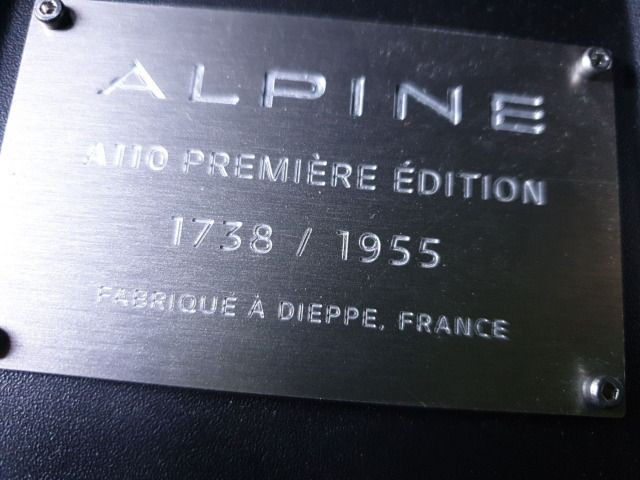 ALPINE
A110 PREMIÈRE ÉDITION
1738 / 1955
FABRIQUÉ À DIEPPE, FRANCE